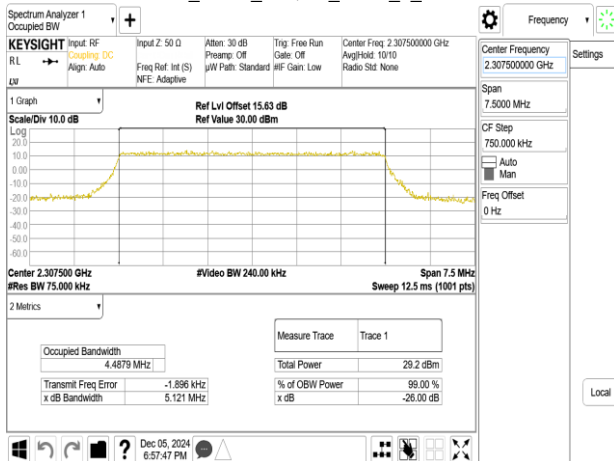 Spectrum Analyzer 1
Occupied BW
+
Frequency
KEYSIGHT
RL
LXI
Input: RF
Coupling: DC
Align: Auto
Input Z: 50 Ω
Freq Ref: Int (S)
NFE: Adaptive
Atten: 30 dB
Preamp: Off
µW Path: Standard
Trig: Free Run
Gate: Off
#IF Gain: Low
Center Freq: 2.307500000 GHz
Avg|Hold: 10/10
Radio Std: None
Center Frequency
2.307500000 GHz
Settings
Span
7.5000 MHz
CF Step
750.000 kHz
Auto
Man
Freq Offset
0 Hz
1 Graph
Scale/Div 10.0 dB
Ref Lvl Offset 15.63 dB
Ref Value 30.00 dBm
Log
20.0
10.0
0.00
-10.0
-20.0
-30.0
-40.0
-50.0
-60.0
Center 2.307500 GHz
#Video BW 240.00 kHz
Span 7.5 MHz
#Res BW 75.000 kHz
Sweep 12.5 ms (1001 pts)
2 Metrics
Measure Trace Trace 1
Occupied Bandwidth
4.4879 MHz
Total Power 29.2 dBm
Transmit Freq Error -1.896 kHz
% of OBW Power 99.00 %
x dB Bandwidth 5.121 MHz
x dB -26.00 dB
Local
?
Dec 05, 2024
6:57:47 PM